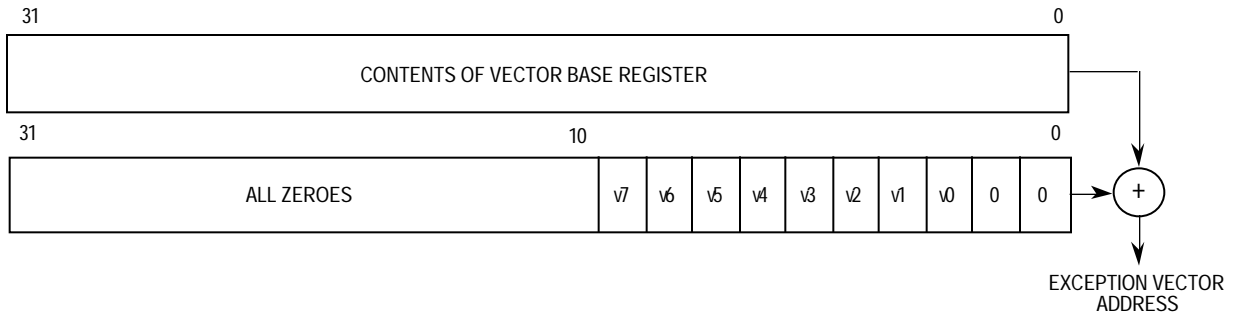 31 0
CONTENTS OF VECTOR BASE REGISTER
31 10 0
ALL ZEROES v7 v6 v5 v4 v3 v2 v1 v0 0 0 +
EXCEPTION VECTOR
ADDRESS